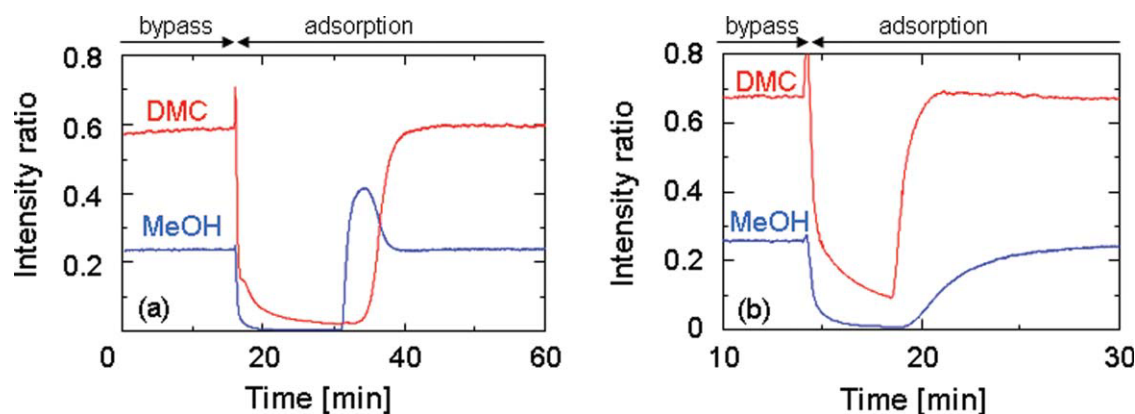 bypass adsorption
0.8
DMC
0.6
Intensity ratio
0.4
MeOH
0.2
(a)
0 20 40 60
Time [min]
bypass adsorption
0.8
DMC
0.6
Intensity ratio
0.4
MeOH
0.2
(b)
0
10 20 30
Time [min]